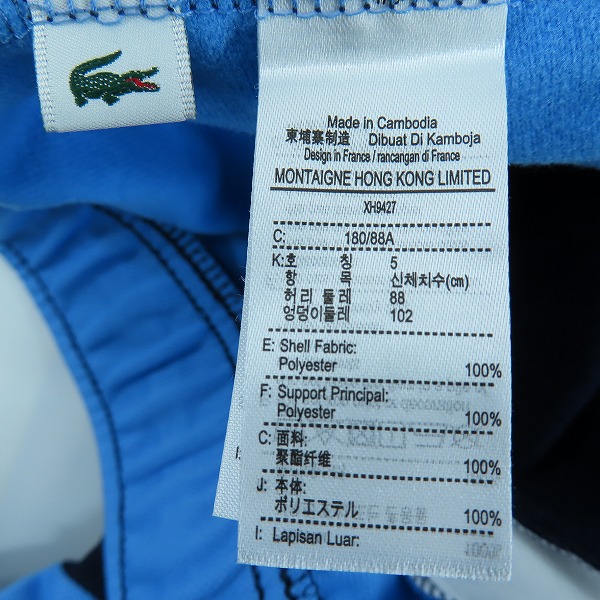 Made in Cambodia
柬埔寨制造 Dibuat Di Kamboja
Design in France / rancangan di France
MONTAIGNE HONG KONG LIMITED
XH9427
C: 180/88A
K:호 칭 5
항 목 신체치수(cm)
허리 둘레 88
엉덩이둘레 102
E: Shell Fabric:
Polyester 100%
F: Support Principal:
Polyester 100%
C: 面料:
聚酯纤维 100%
J: 本体:
ポリエステル 100%
I: Lapisan Luar: